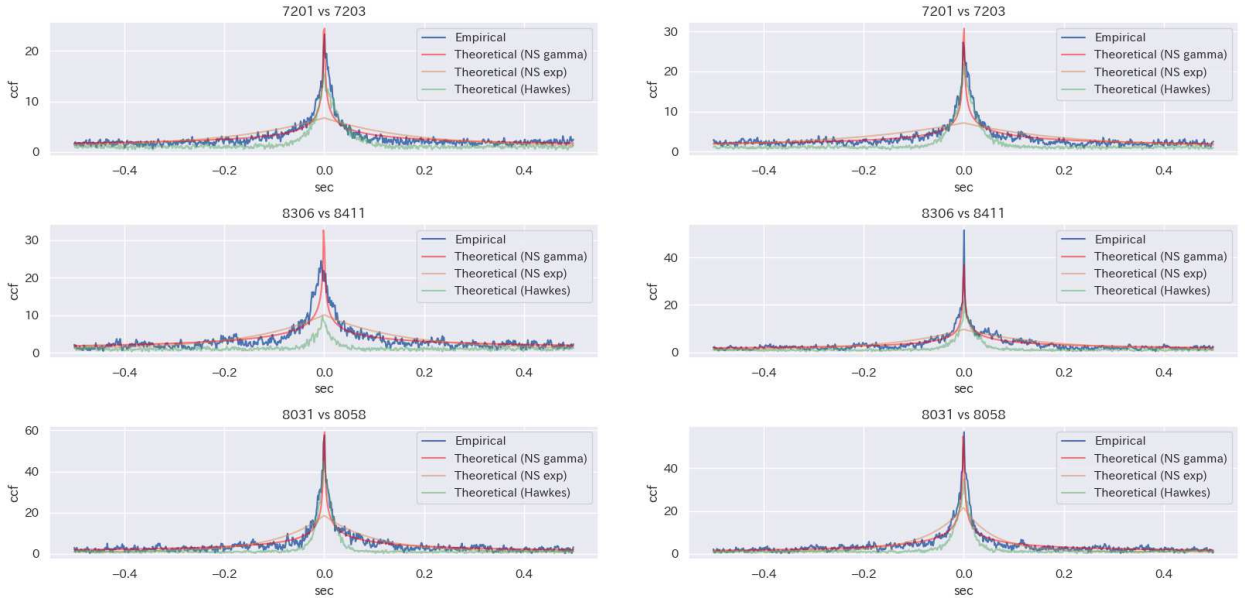 7201 vs 7203
Empirical
Theoretical (NS gamma)
Theoretical (NS exp)
Theoretical (Hawkes)
ccf
20
10
0
−0.4 −0.2 0.0 0.2 0.4
sec
7201 vs 7203
Empirical
Theoretical (NS gamma)
Theoretical (NS exp)
Theoretical (Hawkes)
ccf
30
20
10
0
−0.4 −0.2 0.0 0.2 0.4
sec
8306 vs 8411
Empirical
Theoretical (NS gamma)
Theoretical (NS exp)
Theoretical (Hawkes)
ccf
30
20
10
0
−0.4 −0.2 0.0 0.2 0.4
sec
8306 vs 8411
Empirical
Theoretical (NS gamma)
Theoretical (NS exp)
Theoretical (Hawkes)
ccf
40
20
0
−0.4 −0.2 0.0 0.2 0.4
sec
8031 vs 8058
Empirical
Theoretical (NS gamma)
Theoretical (NS exp)
Theoretical (Hawkes)
ccf
60
40
20
0
−0.4 −0.2 0.0 0.2 0.4
sec
8031 vs 8058
Empirical
Theoretical (NS gamma)
Theoretical (NS exp)
Theoretical (Hawkes)
ccf
40
20
0
−0.4 −0.2 0.0 0.2 0.4
sec